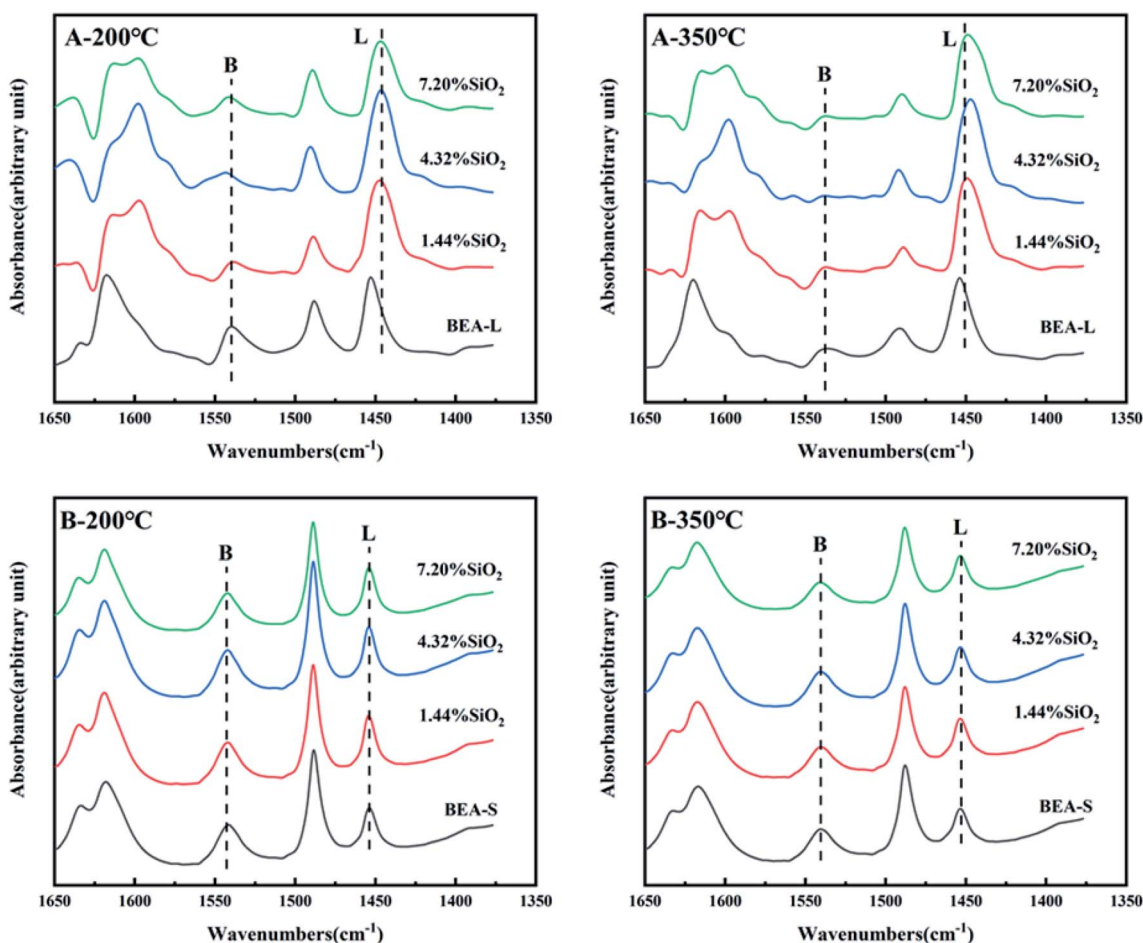 A-200°C
B
L
7.20%SiO₂
4.32%SiO₂
1.44%SiO₂
BEA-L
Absorbance(arbitrary unit)
1650 1600 1550 1500 1450 1400 1350
Wavenumbers(cm⁻¹)
A-350°C
B
L
7.20%SiO₂
4.32%SiO₂
1.44%SiO₂
BEA-L
Absorbance(arbitrary unit)
1650 1600 1550 1500 1450 1400 1350
Wavenumbers(cm⁻¹)
B-200°C
B
L
7.20%SiO₂
4.32%SiO₂
1.44%SiO₂
BEA-S
Absorbance(arbitrary unit)
1650 1600 1550 1500 1450 1400 1350
Wavenumbers(cm⁻¹)
B-350°C
B
L
7.20%SiO₂
4.32%SiO₂
1.44%SiO₂
BEA-S
Absorbance(arbitrary unit)
1650 1600 1550 1500 1450 1400 1350
Wavenumbers(cm⁻¹)